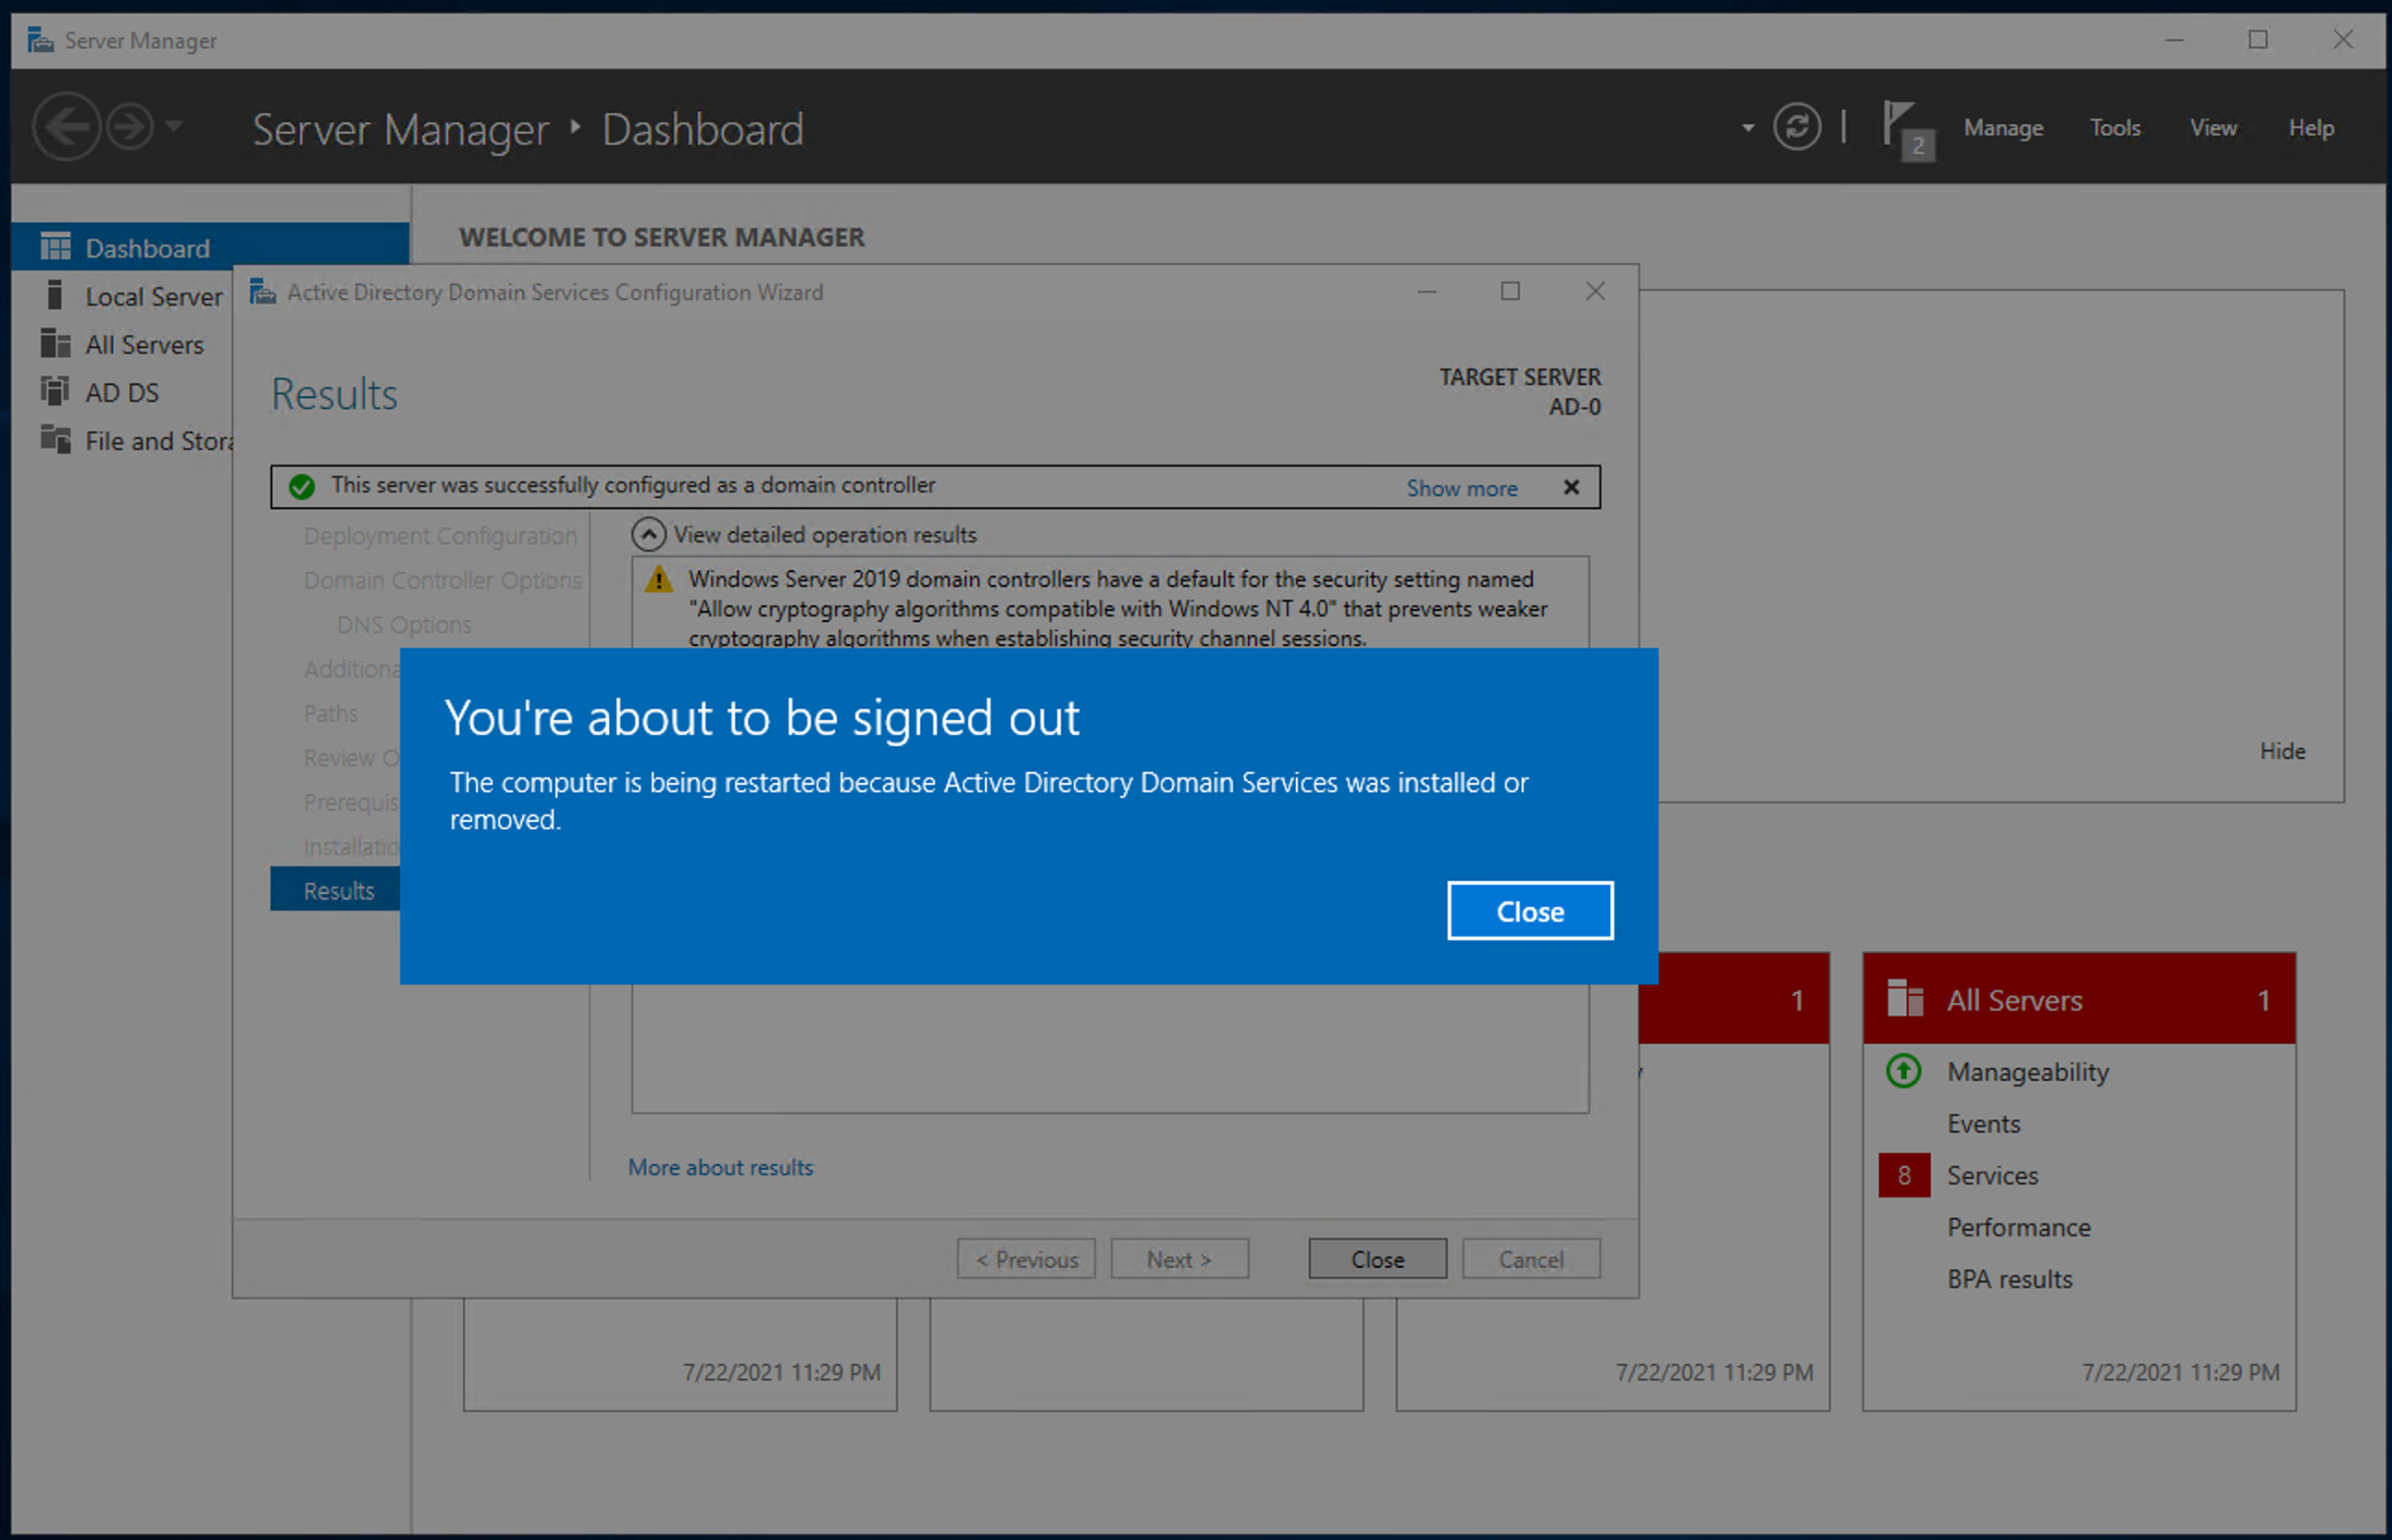 Server Manager
Server Manager Dashboard
2
Manage
Tools
View
Help
Dashboard
Local Server
All Servers
AD DS
File and Stora
WELCOME TO SERVER MANAGER
Active Directory Domain Services Configuration Wizard
Results
TARGET SERVER
AD-0
This server was successfully configured as a domain controller
Show more
Deployment Configuration
Domain Controller Options
DNS Options
Additiona
Paths
Review O
Prerequis
Installatio
Results
View detailed operation results
Windows Server 2019 domain controllers have a default for the security setting named
"Allow cryptography algorithms compatible with Windows NT 4.0" that prevents weaker
cryptography algorithms when establishing security channel sessions.
You're about to be signed out
The computer is being restarted because Active Directory Domain Services was installed or
removed.
Close
Hide
More about results
< Previous
Next >
Close
Cancel
1
All Servers
1
Manageability
Events
8
Services
Performance
BPA results
7/22/2021 11:29 PM
7/22/2021 11:29 PM
7/22/2021 11:29 PM